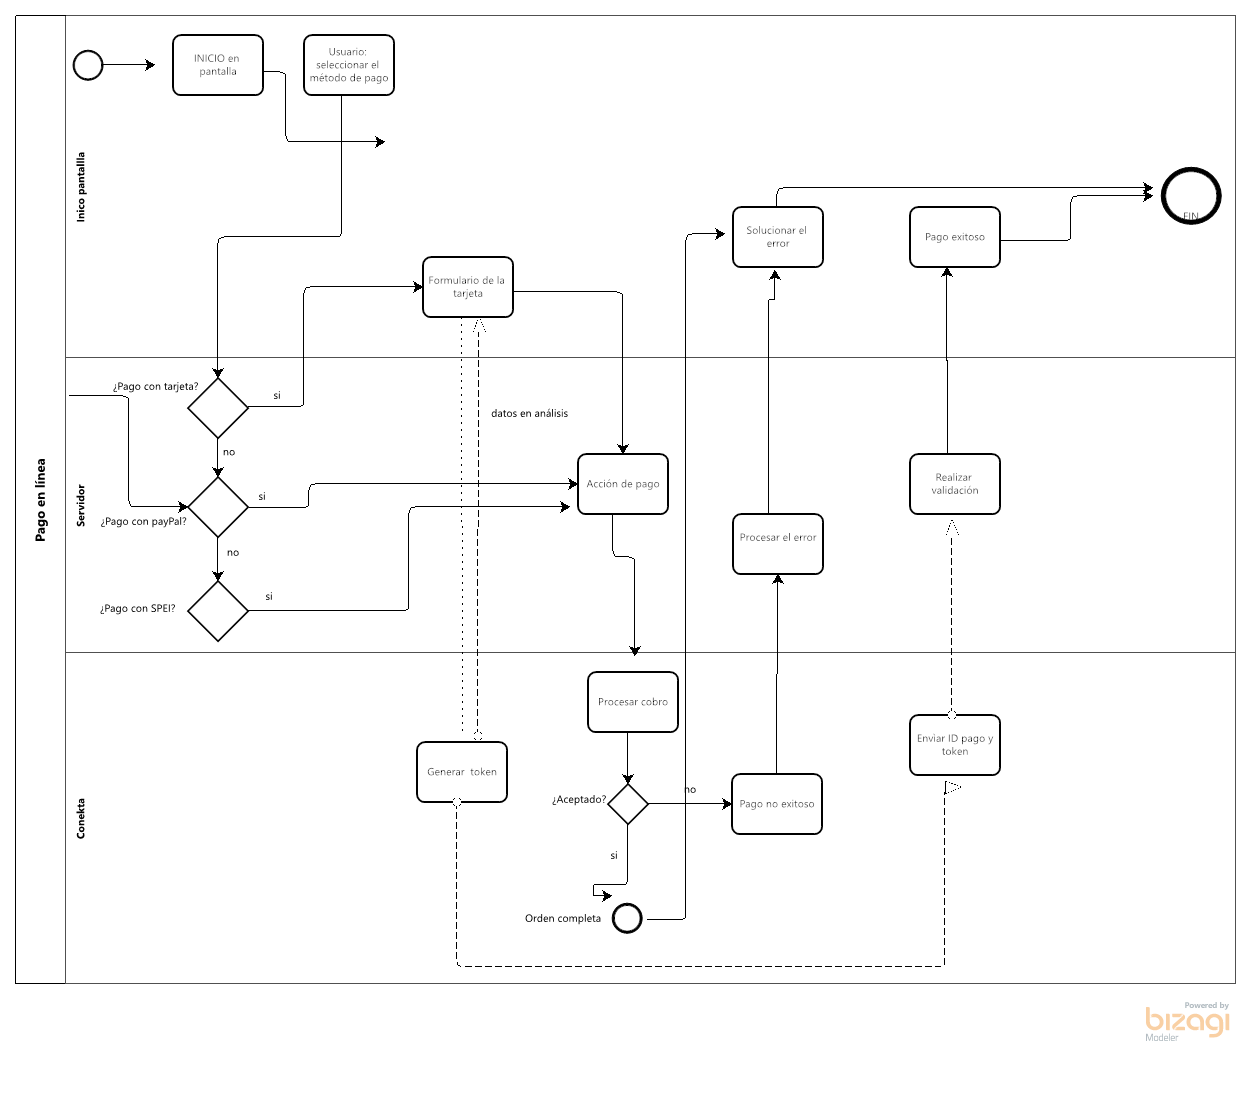 Pago en línea
Inico pantallla
INICIO en
pantalla
Usuario:
seleccionar el
método de pago
Solucionar el
error
Pago exitoso
FIN
Formulario de la
tarjeta
Servidor
¿Pago con tarjeta?
si
no
datos en análisis
¿Pago con payPal?
si
no
¿Pago con SPEI?
si
Acción de pago
Procesar el error
Realizar
validación
Conekta
Generar  token
Procesar cobro
¿Aceptado?
no
si
Pago no exitoso
Enviar ID pago y
token
Orden completa
Powered by
bizagi
Modeler